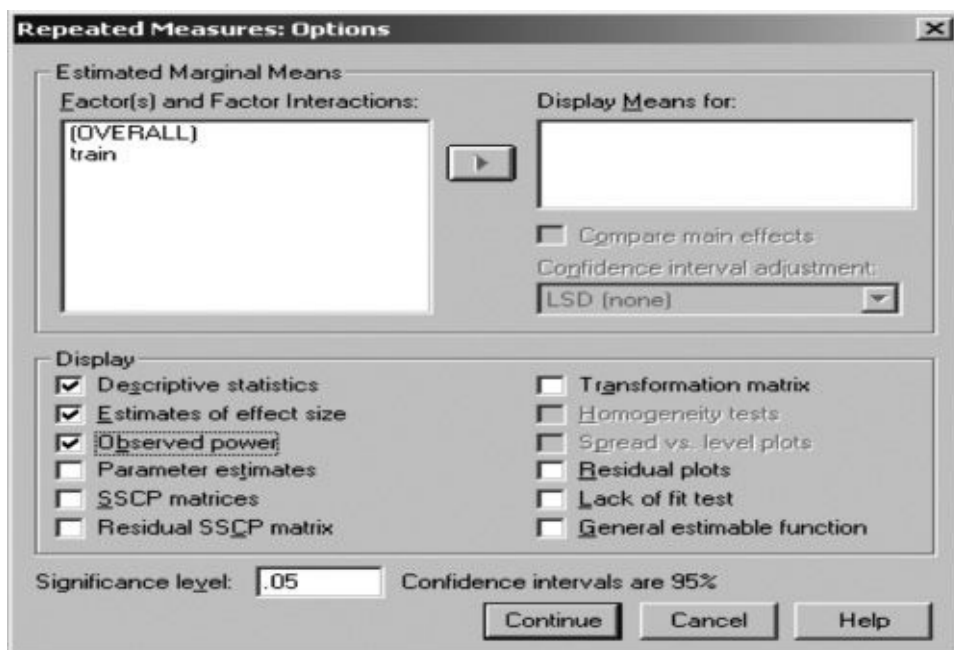 Repeated Measures: Options
Estimated Marginal Means
Factor(s) and Factor Interactions:
(OVERALL)
train
Display Means for:
Compare main effects
Confidence interval adjustment:
LSD (none)
Display
Descriptive statistics
Estimates of effect size
Observed power
Parameter estimates
SSCP matrices
Residual SSCP matrix
Transformation matrix
Homogeneity tests
Spread vs. level plots
Residual plots
Lack of fit test
General estimable function
Significance level: .05 Confidence intervals are 95%
Continue Cancel Help